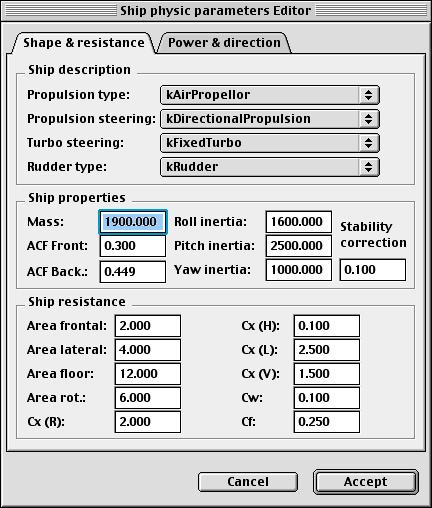 Ship physic parameters Editor
Shape & resistance Power & direction
Ship description
Propulsion type: kAirPropellor
Propulsion steering: kDirectionalPropulsion
Turbo steering: kFixedTurbo
Rudder type: kRudder
Ship properties
Mass: 1900.000 Roll inertia: 1600.000 Stability
ACF Front: 0.300 Pitch inertia: 2500.000 correction
ACF Back.: 0.449 Yaw inertia: 1000.000 0.100
Ship resistance
Area frontal: 2.000 Cx (H): 0.100
Area lateral: 4.000 Cx (L): 2.500
Area floor: 12.000 Cx (V): 1.500
Area rot.: 6.000 Cw: 0.100
Cx (R): 2.000 Cf: 0.250
Cancel Accept